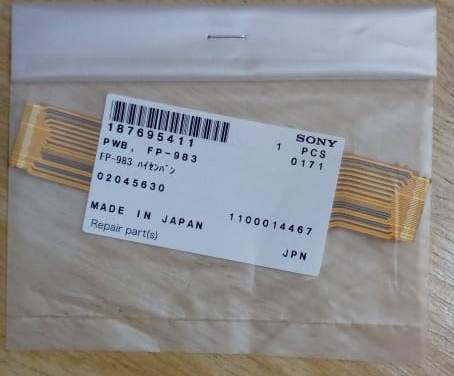 187695411
SONY
PWB, FP-983
1 PCS
FP-983 ハイセンバン
0171
02045630
MADE IN JAPAN
1100014467
Repair part(s)
JPN